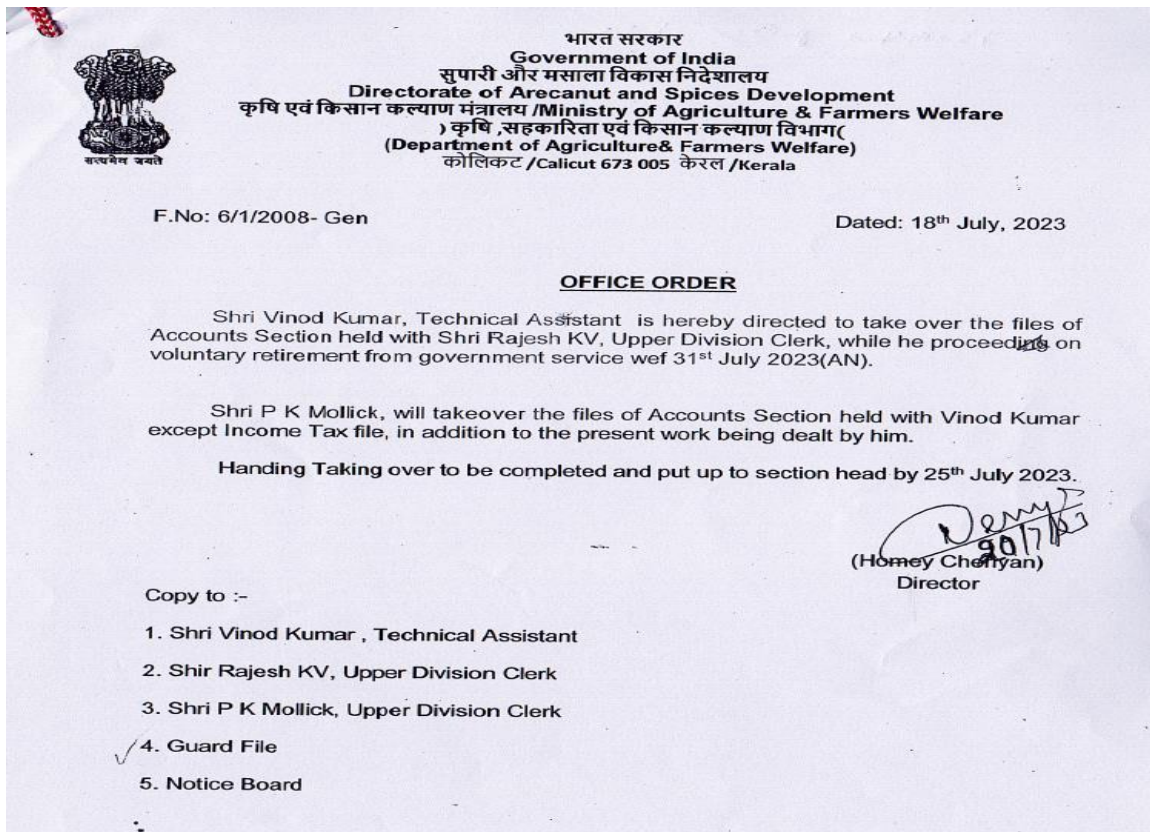 भारत सरकार
Government of India
सुपारी और मसाला विकास निदेशालय
Directorate of Arecanut and Spices Development
कृषि एवं किसान कल्याण मंत्रालय /Ministry of Agriculture & Farmers Welfare
) कृषि ,सहकारिता एवं किसान कल्याण विभाग(
(Department of Agriculture& Farmers Welfare)
कोलिकट /Calicut 673 005 केरल /Kerala
सत्यमेव जयते
F.No: 6/1/2008- Gen
Dated: 18th July, 2023
OFFICE ORDER
Shri Vinod Kumar, Technical Assistant is hereby directed to take over the files of
Accounts Section held with Shri Rajesh KV, Upper Division Clerk, while he proceeding on
voluntary retirement from government service wef 31st July 2023(AN).
Shri P K Mollick, will takeover the files of Accounts Section held with Vinod Kumar
except Income Tax file, in addition to the present work being dealt by him.
Handing Taking over to be completed and put up to section head by 25th July 2023.
20/7/23
(Homey Cheriyan)
Director
Copy to :-
1. Shri Vinod Kumar , Technical Assistant
2. Shir Rajesh KV, Upper Division Clerk
3. Shri P K Mollick, Upper Division Clerk
4. Guard File
5. Notice Board